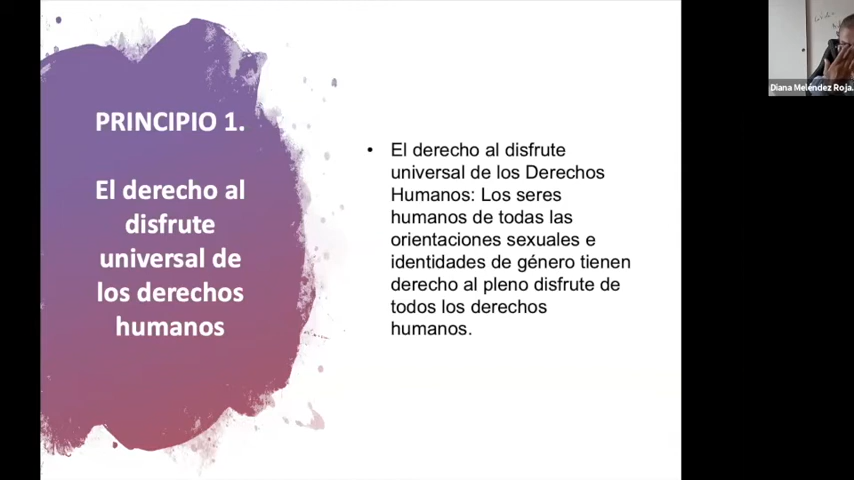 PRINCIPIO 1.
El derecho al
disfrute
universal de
los derechos
humanos
• El derecho al disfrute
universal de los Derechos
Humanos: Los seres
humanos de todas las
orientaciones sexuales e
identidades de género tienen
derecho al pleno disfrute de
todos los derechos
humanos.
Diana Meléndez Roja.